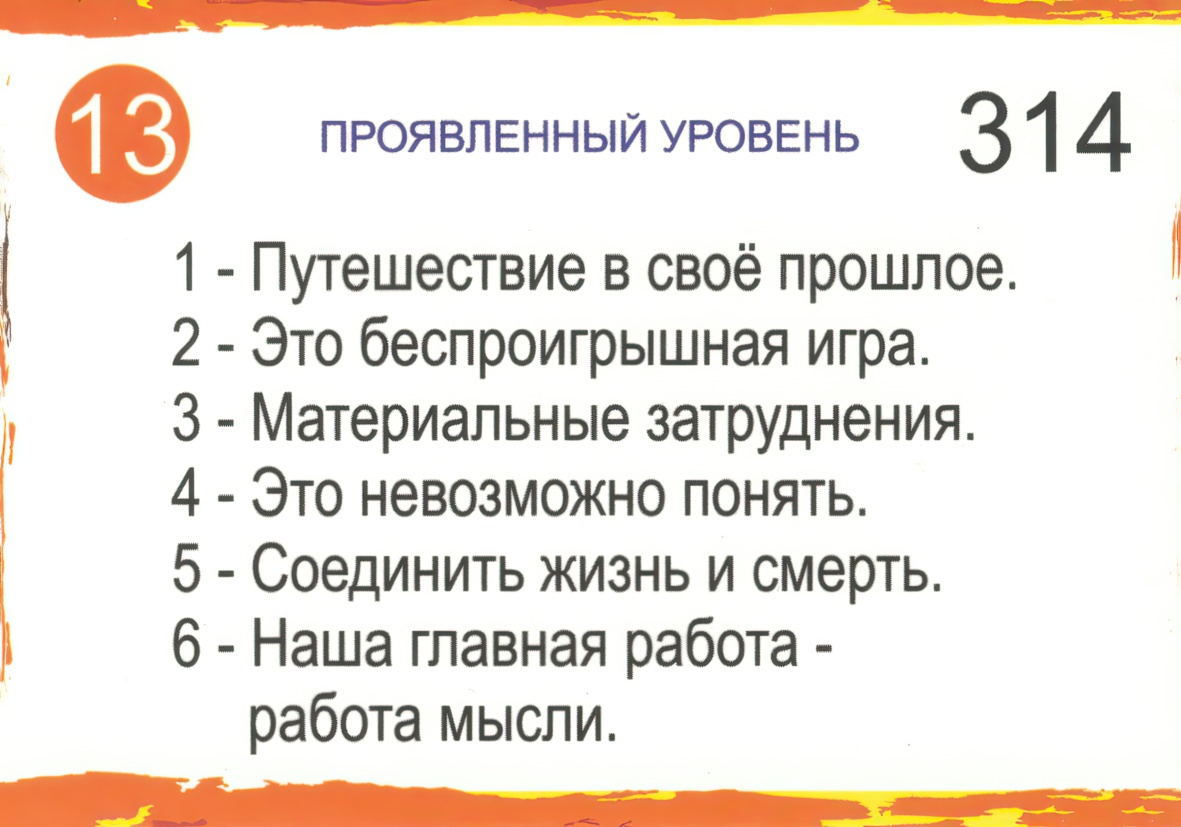 13
ПРОЯВЛЕННЫЙ УРОВЕНЬ
314
1 - Путешествие в своё прошлое.
2 - Это беспроигрышная игра.
3 - Материальные затруднения.
4 - Это невозможно понять.
5 - Соединить жизнь и смерть.
6 - Наша главная работа -
работа мысли.